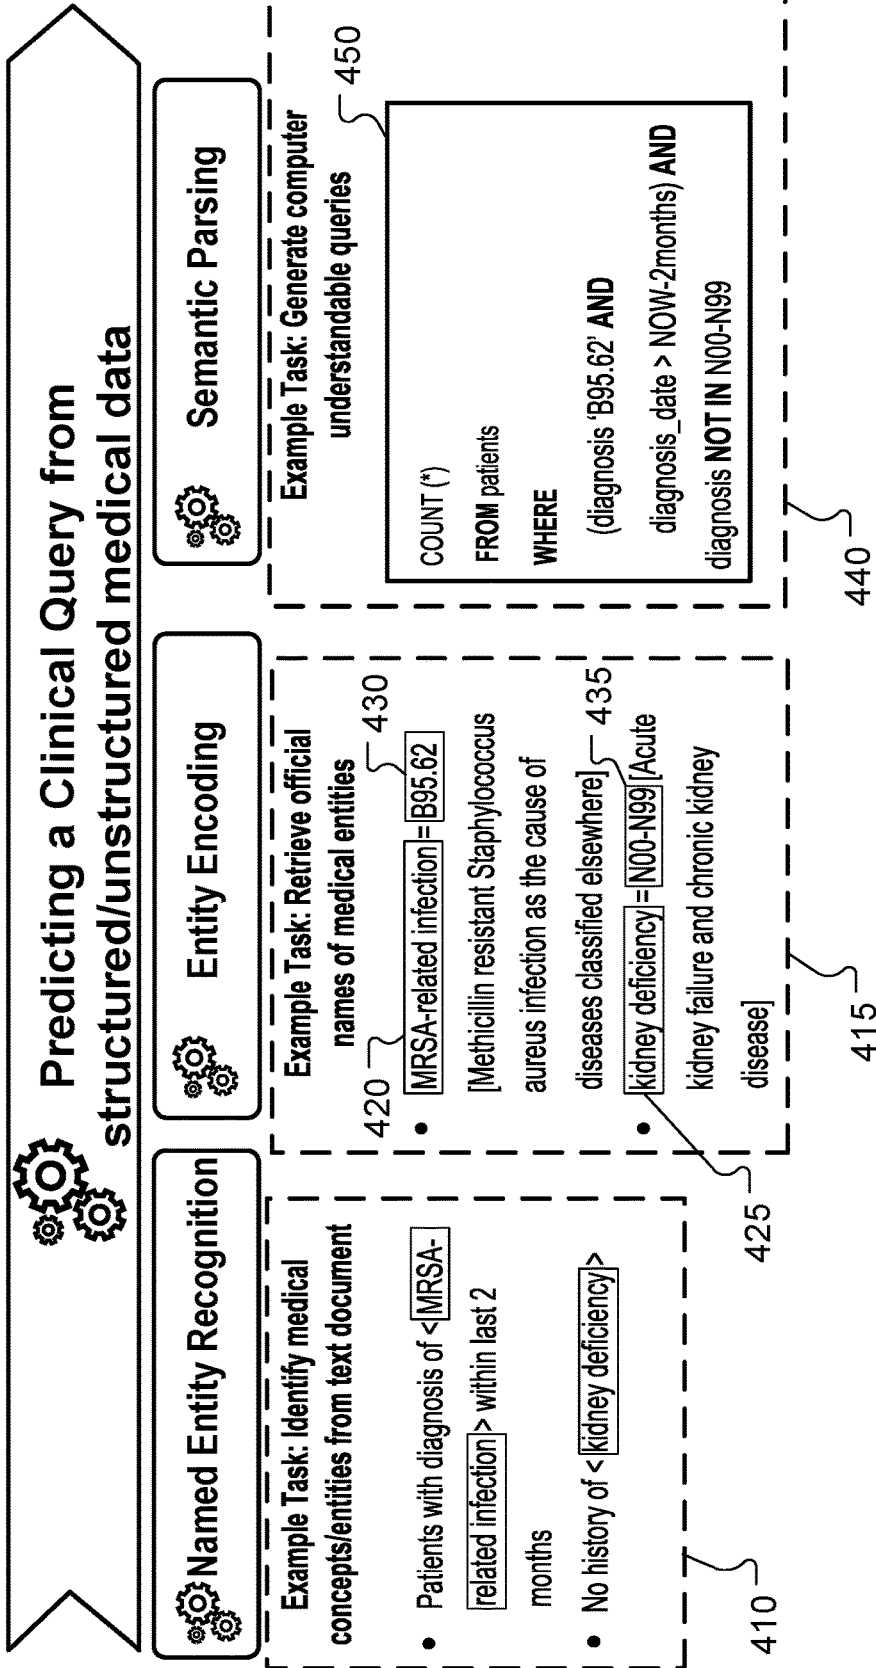 Predicting a Clinical Query from
structured/unstructured medical data
Named Entity Recognition
Example Task: Identify medical
concepts/entities from text document
• Patients with diagnosis of <MRSA-
related infection> within last 2
months
• No history of <kidney deficiency>
410
Entity Encoding
Example Task: Retrieve official
names of medical entities
420
430
• MRSA-related infection = B95.62
[Methicillin resistant Staphylococcus
aureus infection as the cause of
diseases classified elsewhere]
435
• kidney deficiency = N00-N99 [Acute
kidney failure and chronic kidney
disease]
425
415
Semantic Parsing
Example Task: Generate computer
understandable queries
450
COUNT (*)
FROM patients
WHERE
(diagnosis 'B95.62' AND
diagnosis_date > NOW-2months) AND
diagnosis NOT IN N00-N99
440